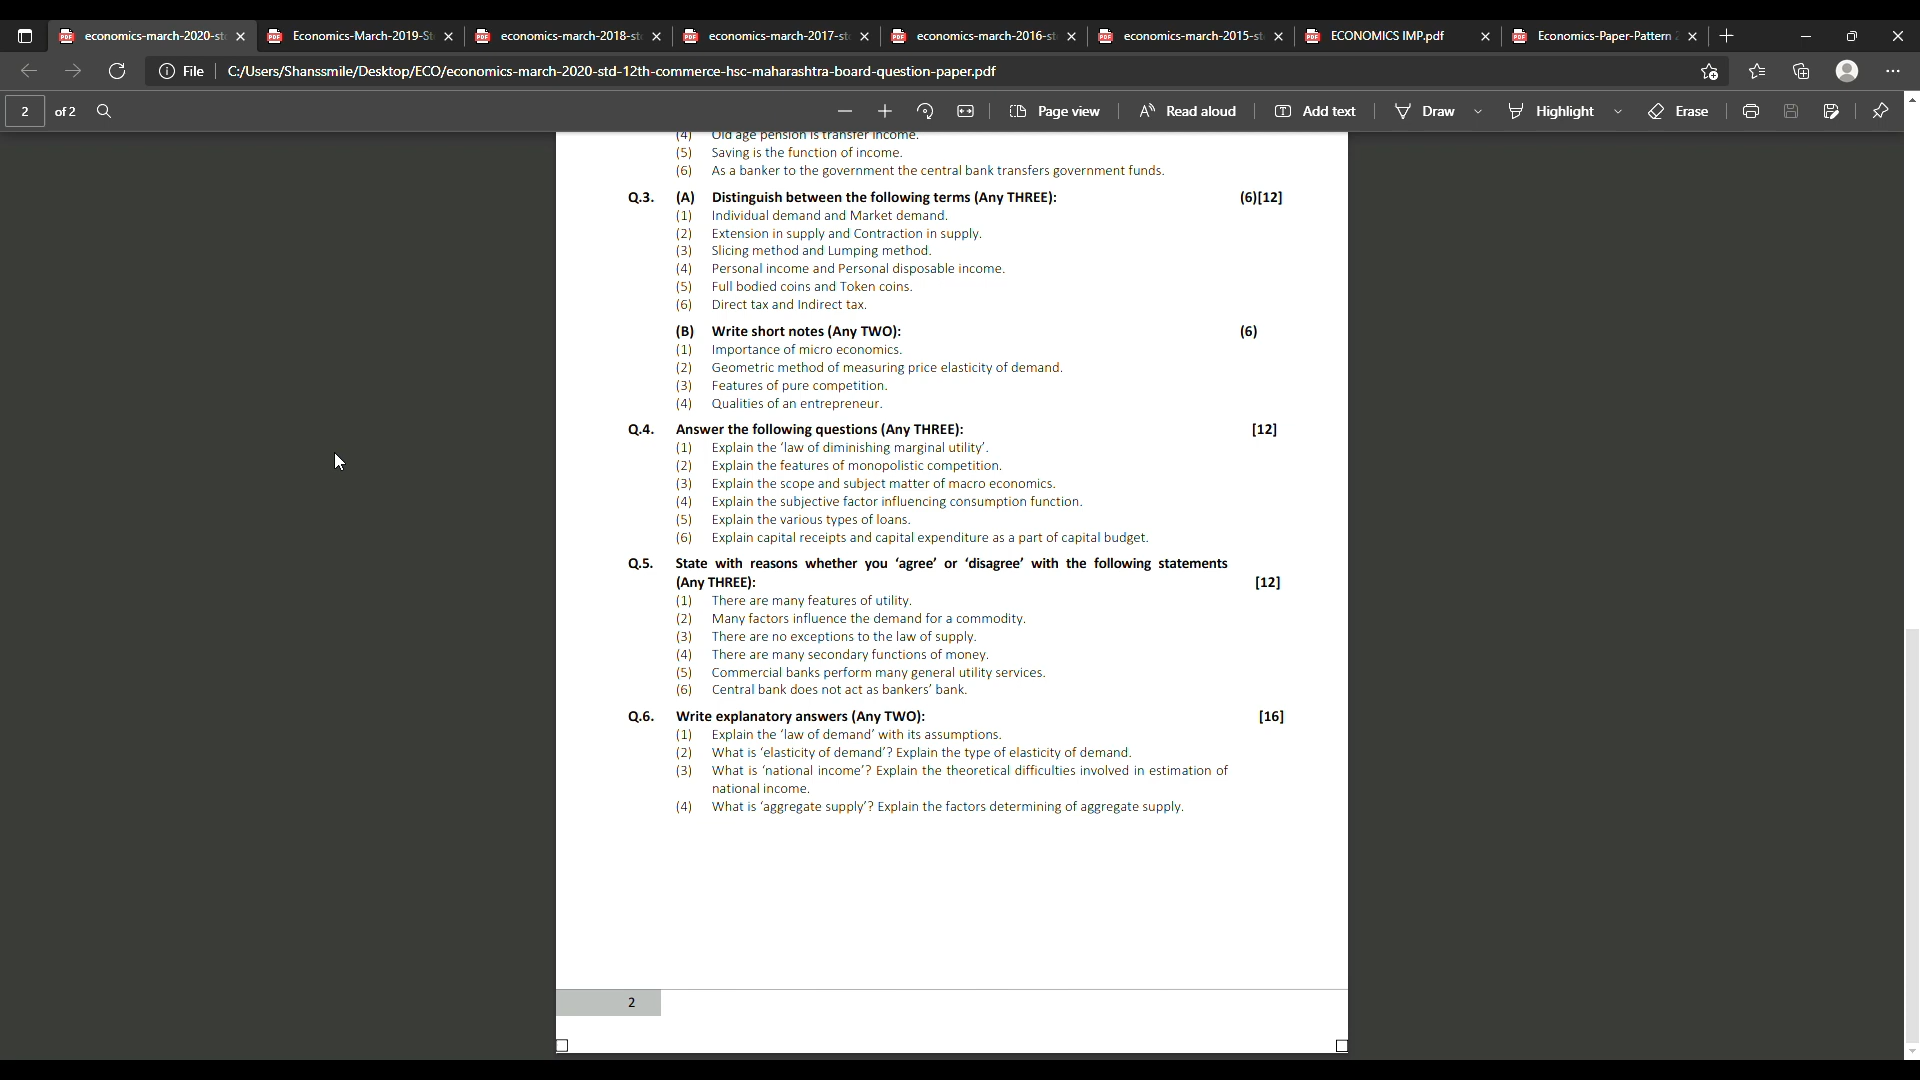 economics-march-2020-st
Economics-March-2019-S
economics-march-2018-st
economics-march-2017-st
economics-march-2016-st
economics-march-2015-st
ECONOMICS IMP.pdf
Economics-Paper-Pattern
File
C:/Users/Shanssmile/Desktop/ECO/economics-march-2020-std-12th-commerce-hsc-maharashtra-board-question-paper.pdf
2 of 2
Page view
Read aloud
Add text
Draw
Highlight
Erase
(4) Old age pension is transfer income.
(5) Saving is the function of income.
(6) As a banker to the government the central bank transfers government funds.
Q.3. (A) Distinguish between the following terms (Any THREE): (6)[12]
(1) Individual demand and Market demand.
(2) Extension in supply and Contraction in supply.
(3) Slicing method and Lumping method.
(4) Personal income and Personal disposable income.
(5) Full bodied coins and Token coins.
(6) Direct tax and Indirect tax.
(B) Write short notes (Any TWO): (6)
(1) Importance of micro economics.
(2) Geometric method of measuring price elasticity of demand.
(3) Features of pure competition.
(4) Qualities of an entrepreneur.
Q.4. Answer the following questions (Any THREE): [12]
(1) Explain the ‘law of diminishing marginal utility’.
(2) Explain the features of monopolistic competition.
(3) Explain the scope and subject matter of macro economics.
(4) Explain the subjective factor influencing consumption function.
(5) Explain the various types of loans.
(6) Explain capital receipts and capital expenditure as a part of capital budget.
Q.5. State with reasons whether you ‘agree’ or ‘disagree’ with the following statements
(Any THREE): [12]
(1) There are many features of utility.
(2) Many factors influence the demand for a commodity.
(3) There are no exceptions to the law of supply.
(4) There are many secondary functions of money.
(5) Commercial banks perform many general utility services.
(6) Central bank does not act as bankers’ bank.
Q.6. Write explanatory answers (Any TWO): [16]
(1) Explain the ‘law of demand’ with its assumptions.
(2) What is ‘elasticity of demand’? Explain the type of elasticity of demand.
(3) What is ‘national income’? Explain the theoretical difficulties involved in estimation of
national income.
(4) What is ‘aggregate supply’? Explain the factors determining of aggregate supply.
2